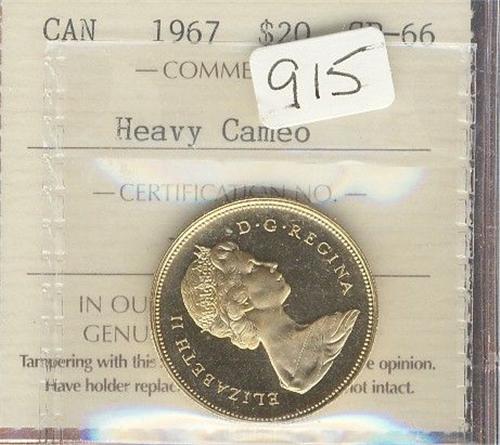 CAN 1967 $20 SP-66
COMME
915
Heavy Cameo
CERTIFICATION NO.
D·G·REGINA
ELIZABETH II
IN OU
GENU
Tampering with this e opinion.
Have holder replac not intact.